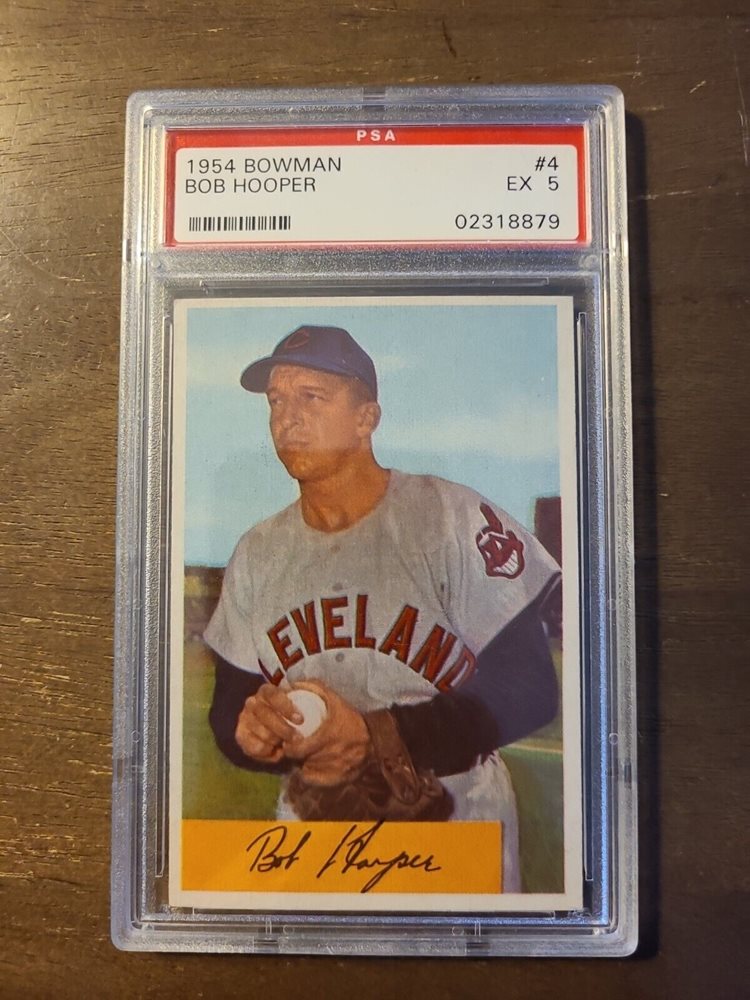 PSA
1954 BOWMAN #4
BOB HOOPER EX 5
02318879
C
LEVELAND
Bob Hooper